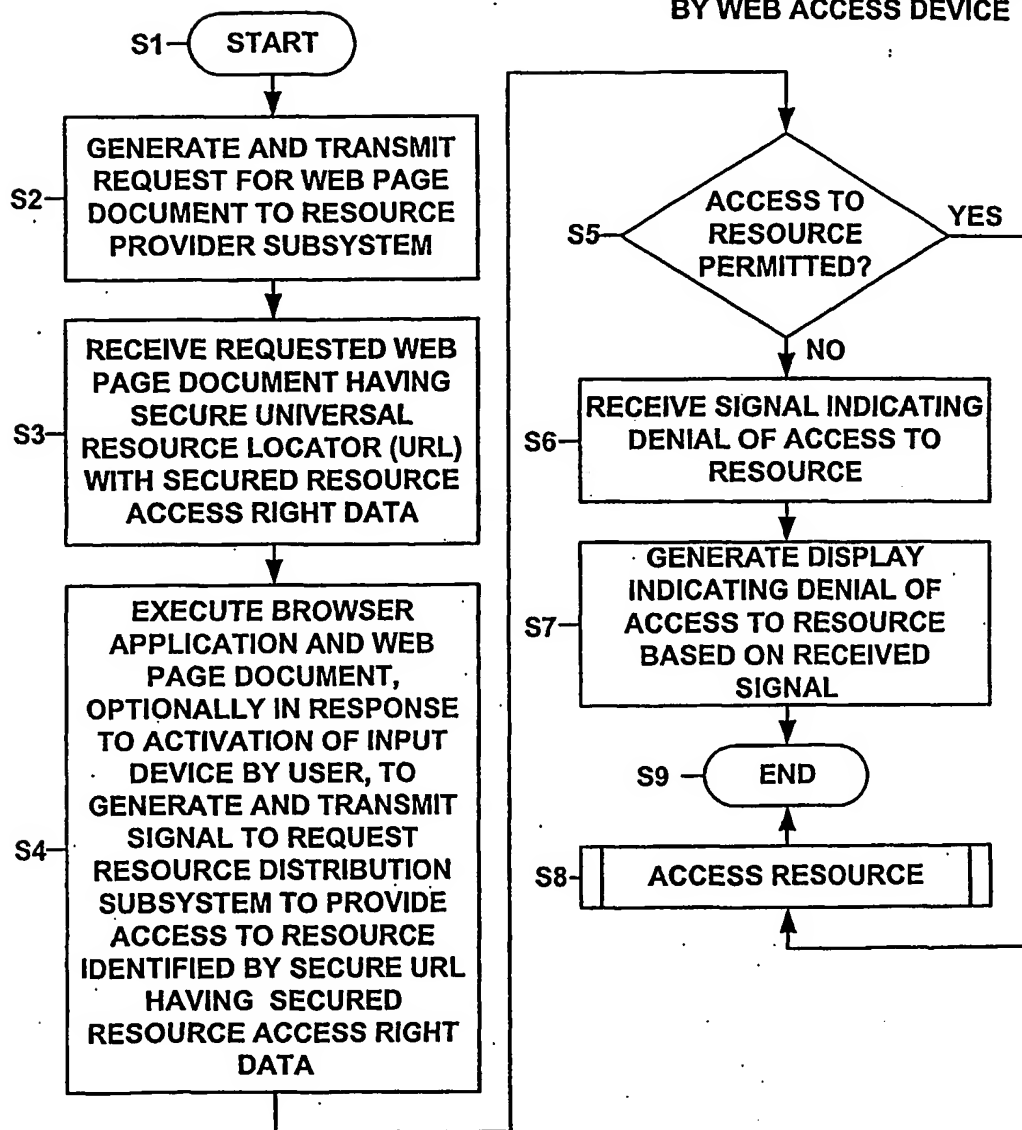 BY WEB ACCESS DEVICE
S1
START
S2
GENERATE AND TRANSMIT
REQUEST FOR WEB PAGE
DOCUMENT TO RESOURCE
PROVIDER SUBSYSTEM
S3
RECEIVE REQUESTED WEB
PAGE DOCUMENT HAVING
SECURE UNIVERSAL
RESOURCE LOCATOR (URL)
WITH SECURED RESOURCE
ACCESS RIGHT DATA
S4
EXECUTE BROWSER
APPLICATION AND WEB
PAGE DOCUMENT,
OPTIONALLY IN RESPONSE
TO ACTIVATION OF INPUT
DEVICE BY USER, TO
GENERATE AND TRANSMIT
SIGNAL TO REQUEST
RESOURCE DISTRIBUTION
SUBSYSTEM TO PROVIDE
ACCESS TO RESOURCE
IDENTIFIED BY SECURE URL
HAVING SECURED
RESOURCE ACCESS RIGHT
DATA
S5
ACCESS TO
RESOURCE
PERMITTED?
YES
NO
S6
RECEIVE SIGNAL INDICATING
DENIAL OF ACCESS TO
RESOURCE
S7
GENERATE DISPLAY
INDICATING DENIAL OF
ACCESS TO RESOURCE
BASED ON RECEIVED
SIGNAL
S9
END
S8
ACCESS RESOURCE